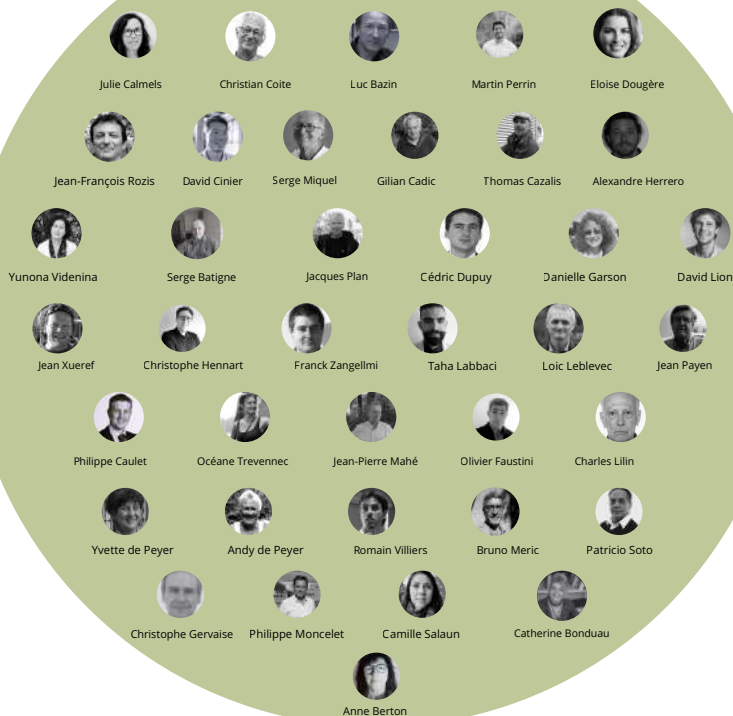 Julie Calmels Christian Coite Luc Bazin Martin Perrin Eloise Dougère
Jean-François Rozis David Cinier Serge Miquel Gilian Cadic Thomas Cazalis Alexandre Herrero
Yunona Videnina Serge Batigne Jacques Plan Cédric Dupuy Danielle Garson David Lion
Jean Xueref Christophe Hennart Franck Zangellmi Taha Labbaci Loic Leblevec Jean Payen
Philippe Caulet Océane Trevennec Jean-Pierre Mahé Olivier Faustini Charles Lilin
Yvette de Peyer Andy de Peyer Romain Villiers Bruno Meric Patricio Soto
Christophe Gervaise Philippe Moncelet Camille Salaun Catherine Bonduau
Anne Berton